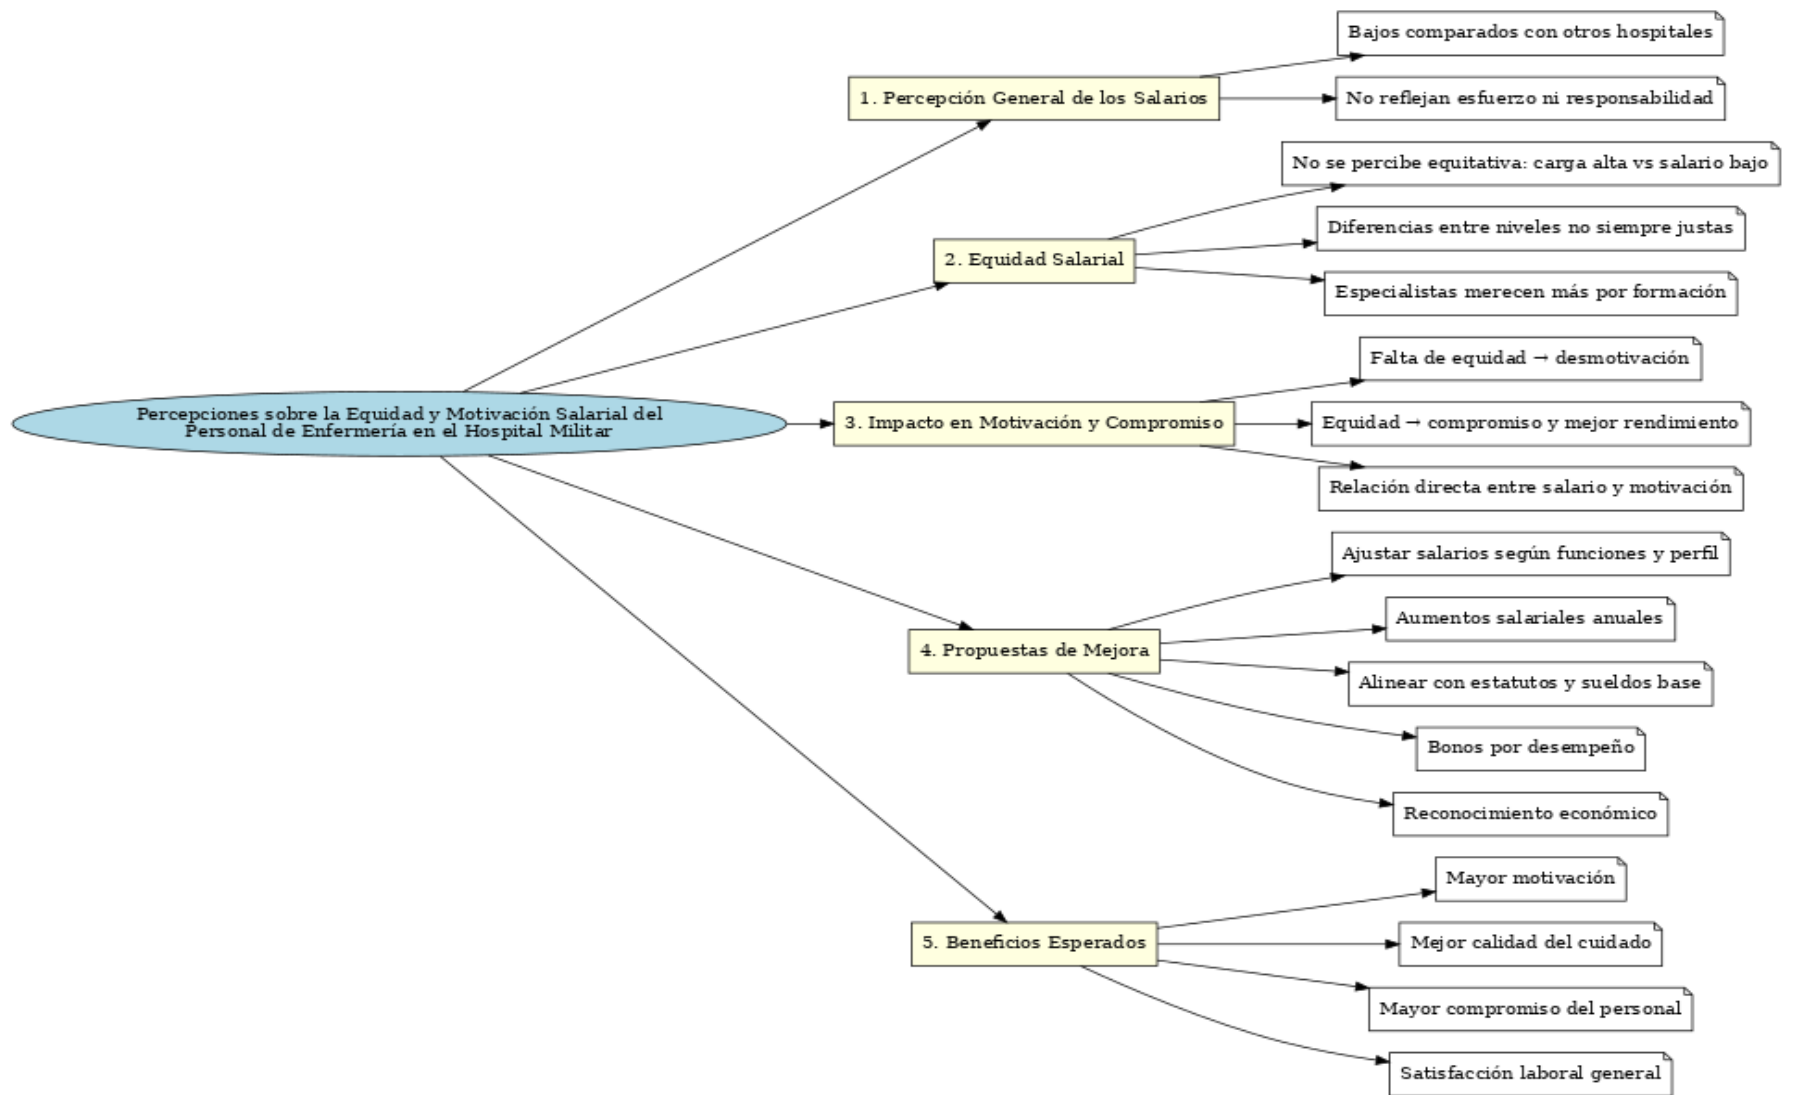 Percepciones sobre la Equidad y Motivación Salarial del
Personal de Enfermería en el Hospital Militar
1. Percepción General de los Salarios
Bajos comparados con otros hospitales
No reflejan esfuerzo ni responsabilidad
2. Equidad Salarial
No se percibe equitativa: carga alta vs salario bajo
Diferencias entre niveles no siempre justas
Especialistas merecen más por formación
3. Impacto en Motivación y Compromiso
Falta de equidad → desmotivación
Equidad → compromiso y mejor rendimiento
Relación directa entre salario y motivación
4. Propuestas de Mejora
Ajustar salarios según funciones y perfil
Aumentos salariales anuales
Alinear con estatutos y sueldos base
Bonos por desempeño
Reconocimiento económico
5. Beneficios Esperados
Mayor motivación
Mejor calidad del cuidado
Mayor compromiso del personal
Satisfacción laboral general